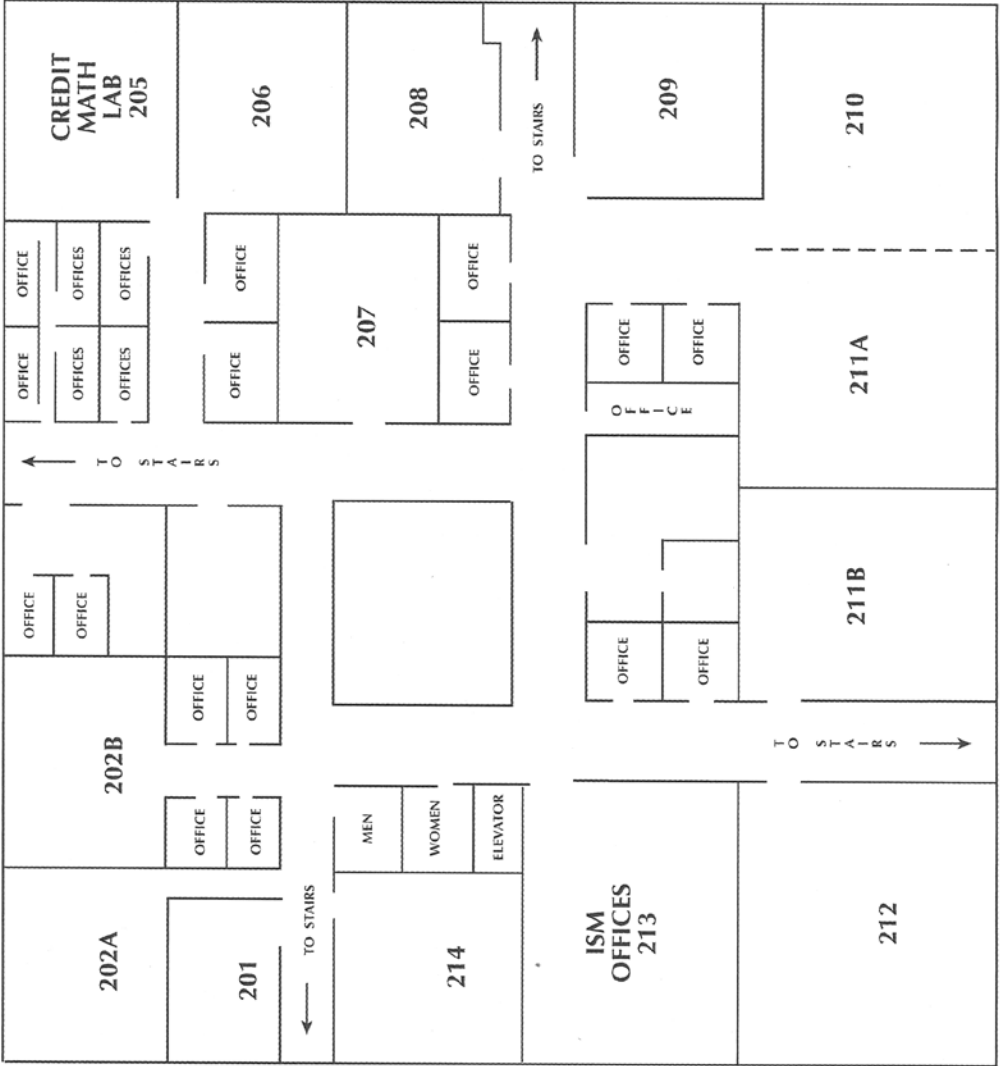 202A
202B
OFFICE
OFFICE
TO STAIRS
OFFICE
OFFICE
OFFICES
OFFICES
OFFICES
OFFICES
CREDIT
MATH
LAB
205
201
OFFICE
OFFICE
OFFICE
OFFICE
OFFICE
OFFICE
206
TO STAIRS
MEN
WOMEN
ELEVATOR
214
207
208
OFFICE
OFFICE
TO STAIRS
ISM
OFFICES
213
OFFICE
OFFICE
OFFICE
OFFICE
OFFICE
209
212
TO STAIRS
211B
211A
210